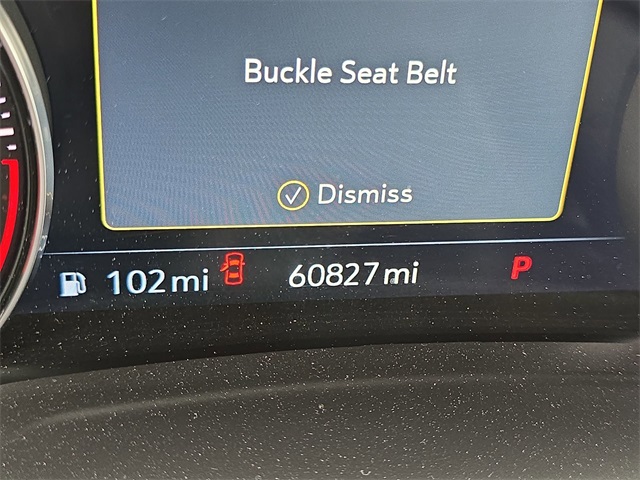 Buckle Seat Belt
Dismiss
102 mi 60827 mi P